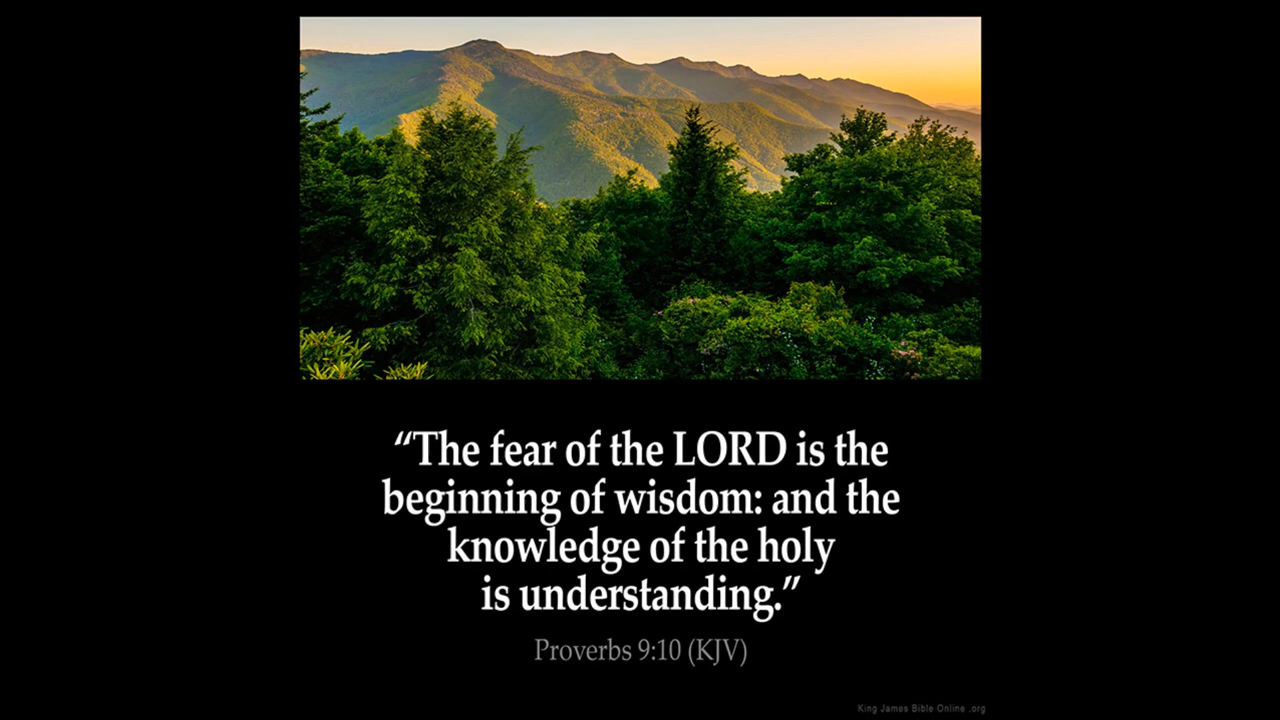 “The fear of the LORD is the
beginning of wisdom: and the
knowledge of the holy
is understanding.”
Proverbs 9:10 (KJV)
King James Bible Online .org